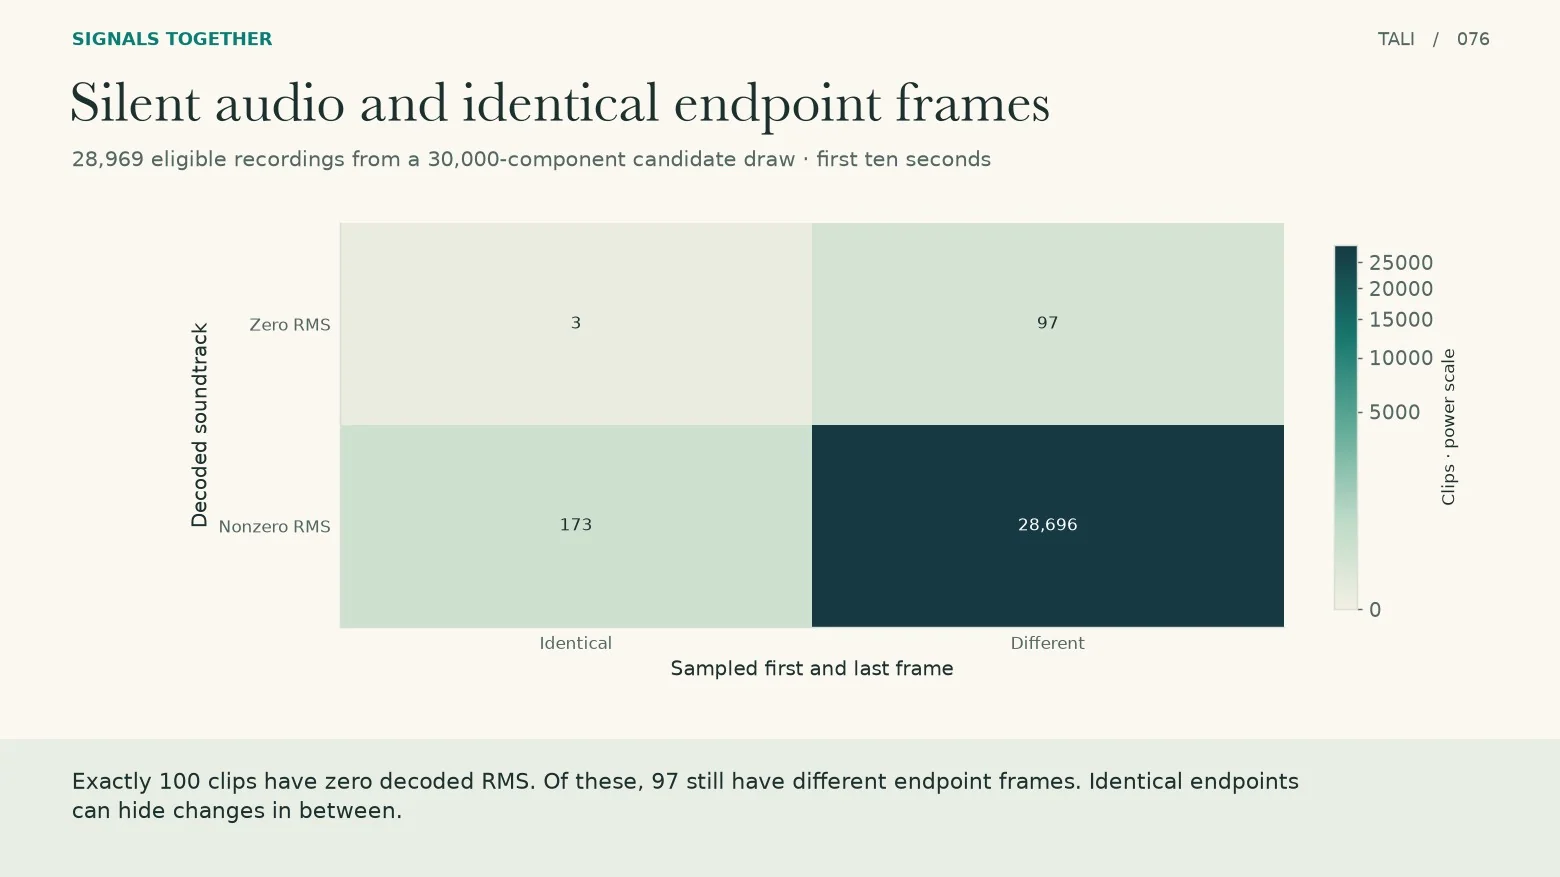 SIGNALS TOGETHER
TALI / 076
Silent audio and identical endpoint frames
28,969 eligible recordings from a 30,000-component candidate draw · first ten seconds
Decoded soundtrack
Zero RMS
3
97
Nonzero RMS
173
28,696
Identical
Different
Sampled first and last frame
25000
20000
15000
10000
5000
0
Clips · power scale
Exactly 100 clips have zero decoded RMS. Of these, 97 still have different endpoint frames. Identical endpoints
can hide changes in between.